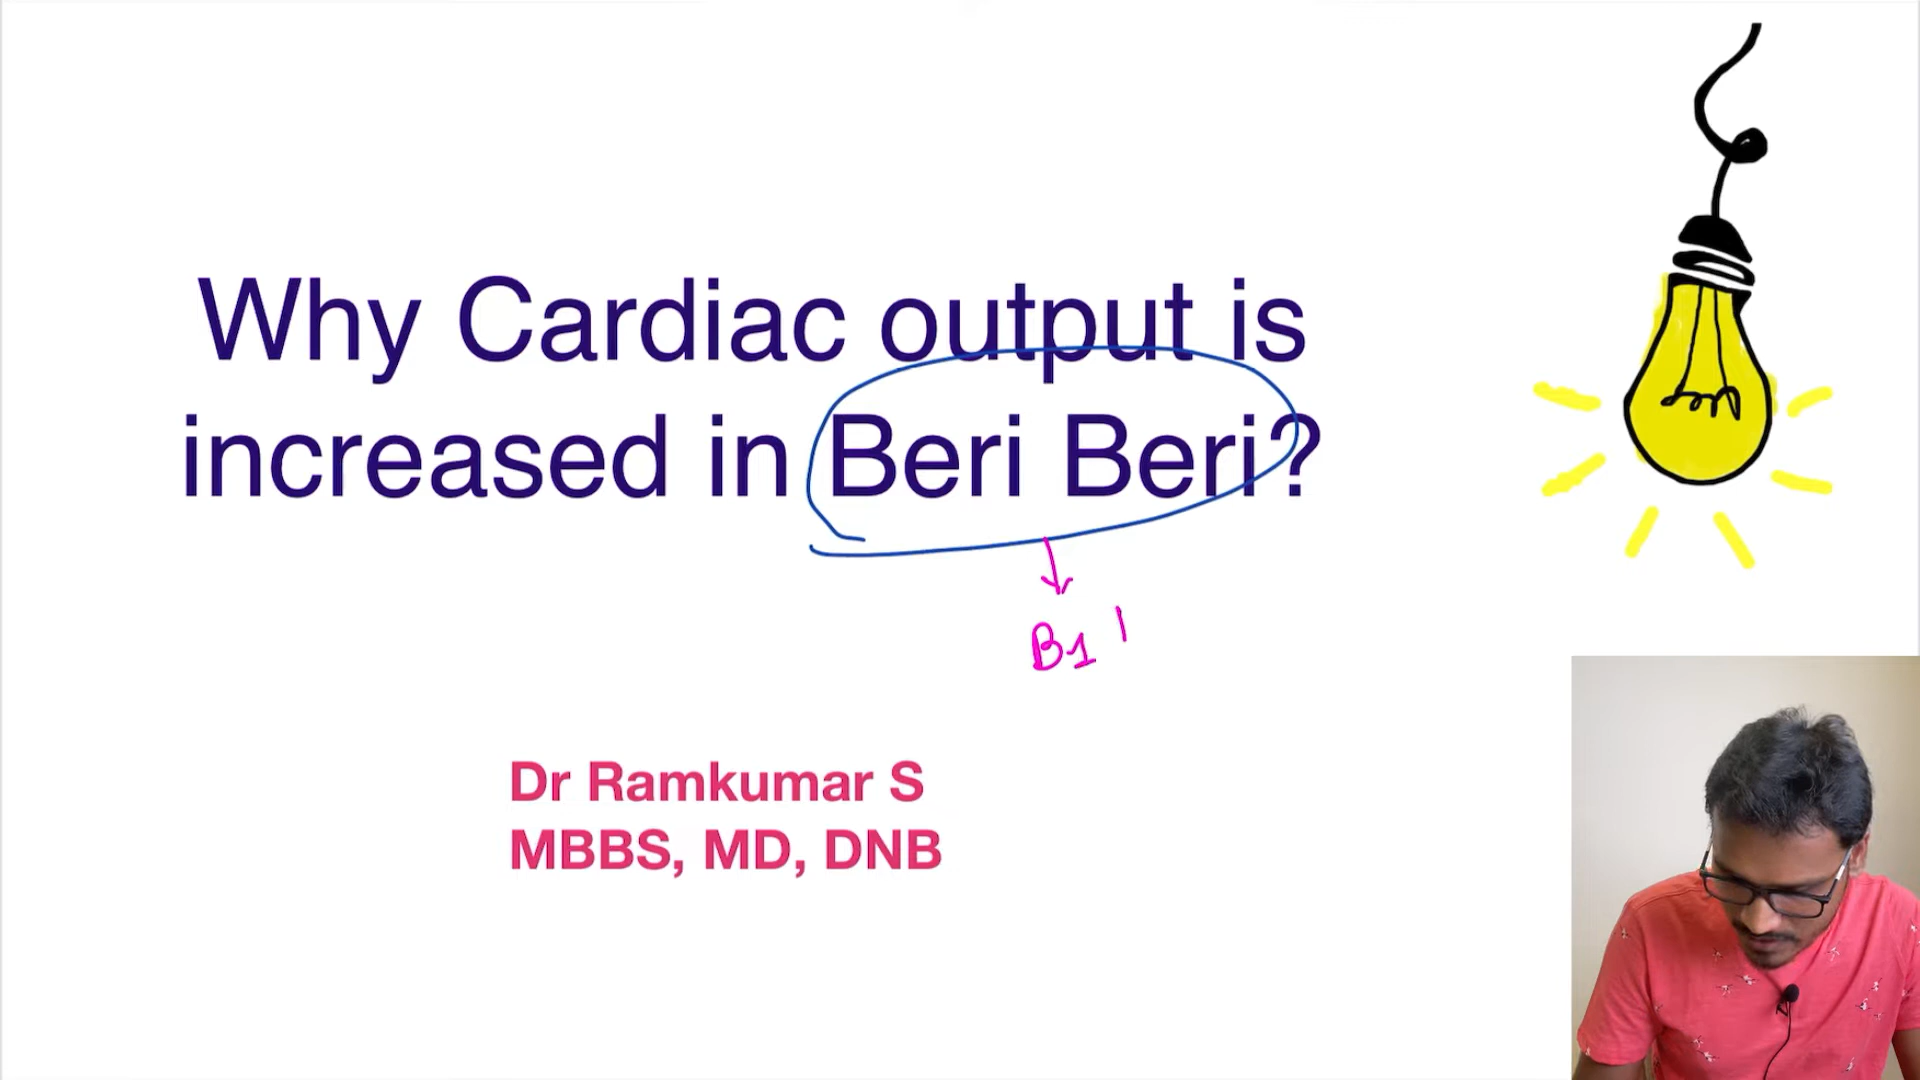 Why Cardiac output is
increased in Beri Beri?
B1
Dr Ramkumar S
MBBS, MD, DNB